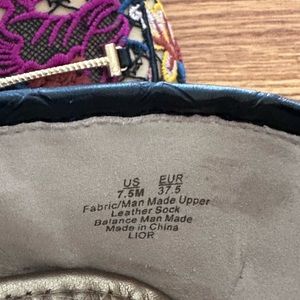 US EUR
7.5M 37.5
Fabric/Man Made Upper
Leather Sock
Balance Man Made
Made in China
LIOR